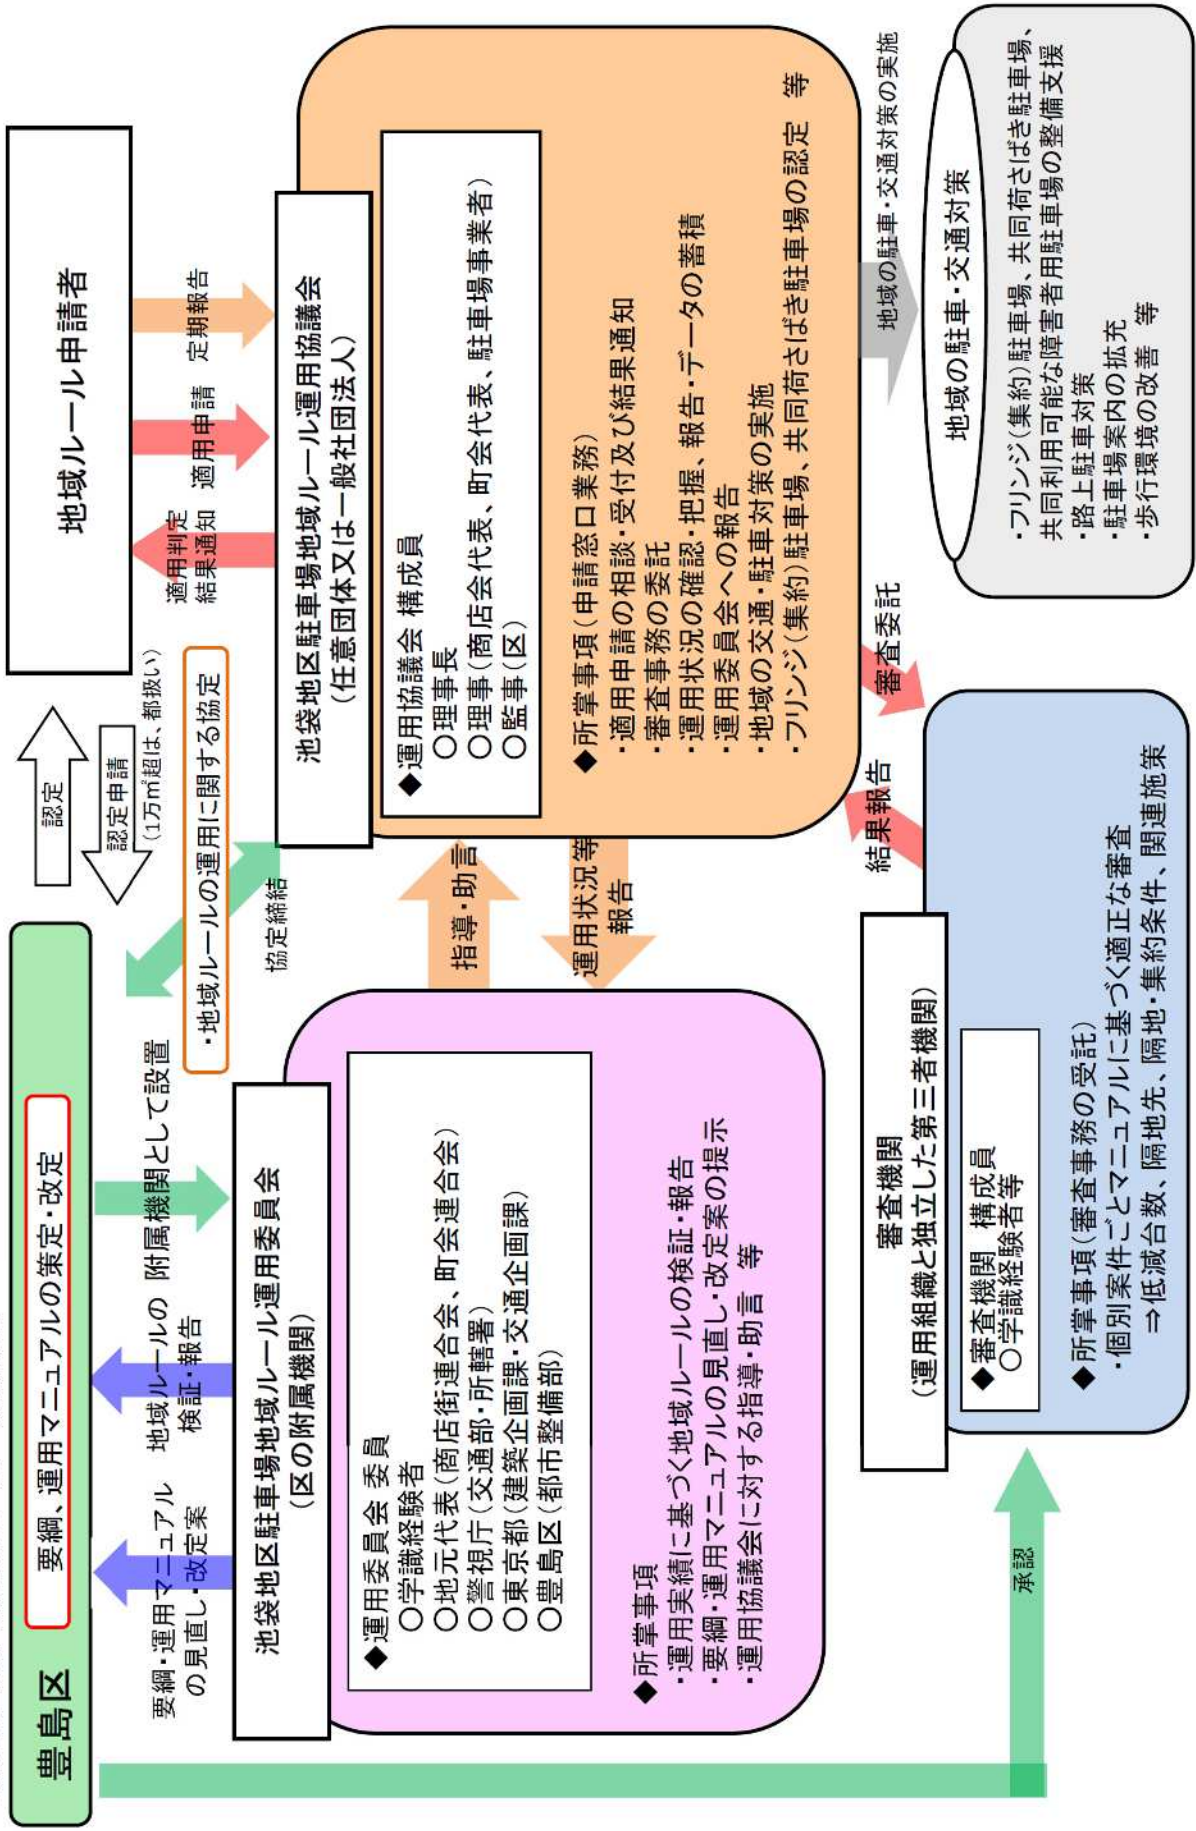 豊島区
要綱、運用マニュアルの策定・改定
認定
認定申請
(1万㎡超は、都扱い)
地域ルール申請者
要綱・運用マニュアル
の見直し・改定案
地域ルールの
検証・報告
附属機関として設置
・地域ルールの運用に関する協定
協定締結
適用判定
結果通知
適用申請
定期報告
池袋地区駐車場地域ルール運用委員会
(区の附属機関)
◆運用委員会 委員
○学識経験者
○地元代表(商店街連合会、町会連合会)
○警視庁(交通部・所轄署)
○東京都(建築企画課・交通企画課)
○豊島区(都市整備部)
◆所掌事項
・運用実績に基づく地域ルールの検証・報告
・要綱・運用マニュアルの見直し・改定案の提示
・運用協議会に対する指導・助言 等
指導・助言
運用状況等
報告
池袋地区駐車場地域ルール運用協議会
(任意団体又は一般社団法人)
◆運用協議会 構成員
○理事長
○理事(商店会代表、町会代表、駐車場事業者)
○監事(区)
◆所掌事項(申請窓口業務)
・適用申請の相談・受付及び結果通知
・審査事務の委託
・運用状況の確認・把握、報告・データの蓄積
・運用委員会への報告
・地域の交通・駐車対策の実施
・フリンジ(集約)駐車場、共同荷さばき駐車場の認定 等
承認
審査機関
(運用組織と独立した第三者機関)
◆審査機関 構成員
○学識経験者等
◆所掌事項(審査事務の受託)
・個別案件ごとマニュアルに基づく適正な審査
⇒低減台数、隔地先、隔地・集約条件、関連施策
結果報告
審査委託
地域の駐車・交通対策の実施
地域の駐車・交通対策
・フリンジ(集約)駐車場、共同荷さばき駐車場、
共同利用可能な障害者用駐車場の整備支援
・路上駐車対策
・駐車場案内の拡充
・歩行環境の改善 等